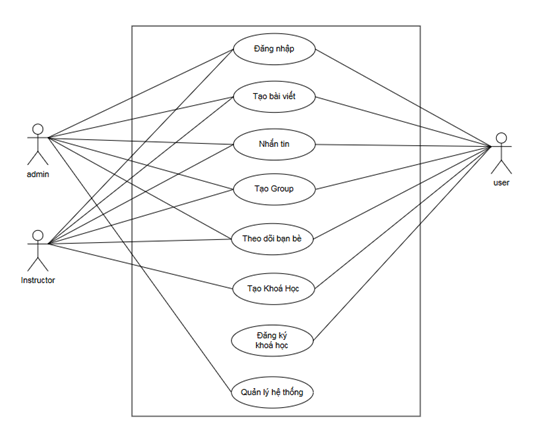 Đăng nhập
Tạo bài viết
Nhắn tin
admin
user
Tạo Group
Theo dõi bạn bè
Instructor
Tạo Khoá Học
Đăng ký
khoá học
Quản lý hệ thống